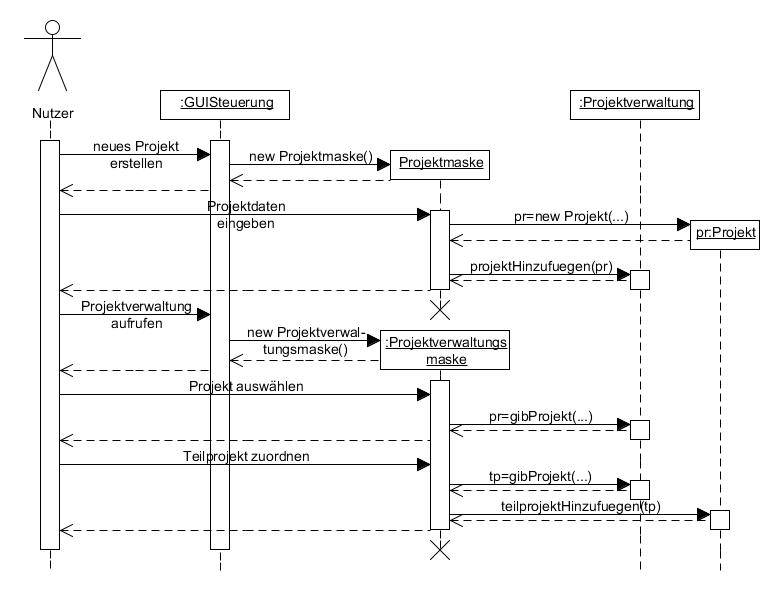 Nutzer
:GUISteuerung
:Projektverwaltung
neues Projekt
erstellen
new Projektmaske()
Projektmaske
Projektdaten
eingeben
pr=new Projekt(...)
pr:Projekt
projektHinzufuegen(pr)
Projektverwaltung
aufrufen
new Projektverwal-
tungsmaske()
:Projektverwaltungs
maske
Projekt auswählen
pr=gibProjekt(...)
Teilprojekt zuordnen
tp=gibProjekt(...)
teilprojektHinzufuegen(tp)